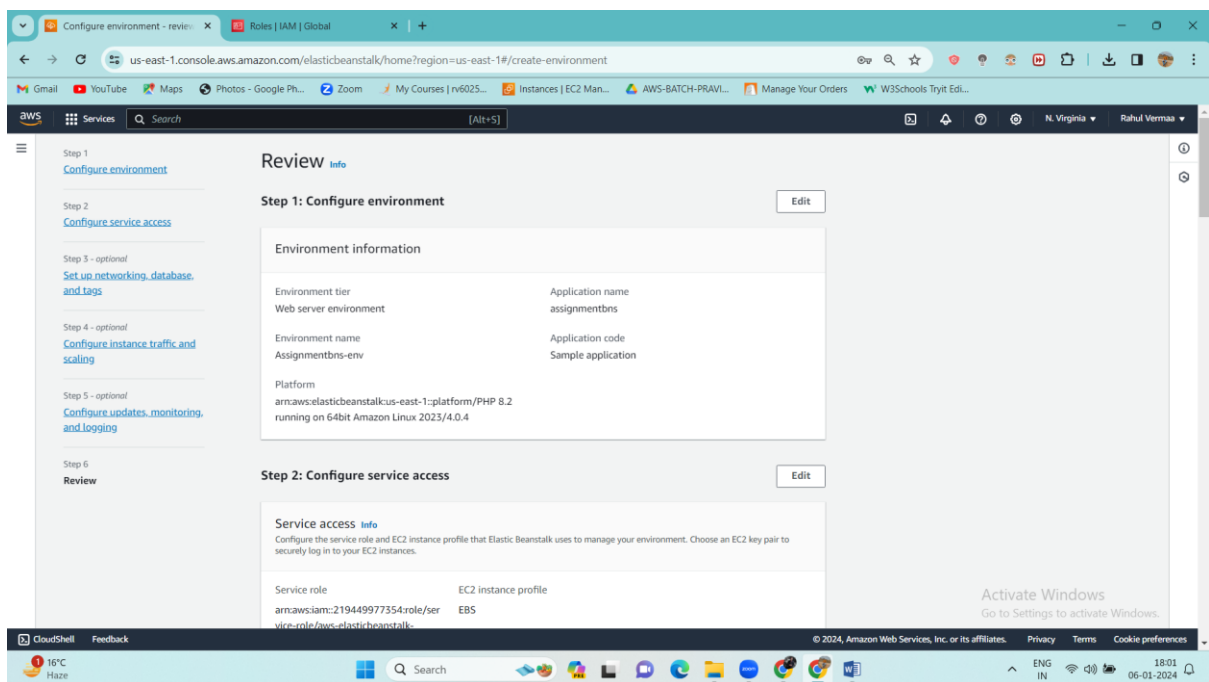 Configure environment - review
Roles | IAM | Global
us-east-1.console.aws.amazon.com/elasticbeanstalk/home?region=us-east-1#/create-environment
Gmail YouTube Maps Photos - Google Ph... Zoom My Courses | rv6025... Instances | EC2 Man... AWS-BATCH-PRAVI... Manage Your Orders W3Schools Tryit Edi...
aws Services Search [Alt+S] N. Virginia Rahul Vermaa
Step 1
Configure environment
Step 2
Configure service access
Step 3 - optional
Set up networking, database,
and tags
Step 4 - optional
Configure instance traffic and
scaling
Step 5 - optional
Configure updates, monitoring,
and logging
Step 6
Review
Review Info
Step 1: Configure environment Edit
Environment information
Environment tier
Web server environment
Application name
assignmentbns
Environment name
Assignmentbns-env
Application code
Sample application
Platform
arn:aws:elasticbeanstalk:us-east-1::platform/PHP 8.2
running on 64bit Amazon Linux 2023/4.0.4
Step 2: Configure service access Edit
Service access Info
Configure the service role and EC2 instance profile that Elastic Beanstalk uses to manage your environment. Choose an EC2 key pair to
securely log in to your EC2 instances.
Service role
arn:aws:iam::219449977354:role/ser
vice-role/aws-elasticbeanstalk-
EC2 instance profile
EBS
Activate Windows
Go to Settings to activate Windows.
CloudShell Feedback © 2024, Amazon Web Services, Inc. or its affiliates. Privacy Terms Cookie preferences
1
16°C
Haze
Search
PRE
zoom
W
ENG
IN
18:01
06-01-2024